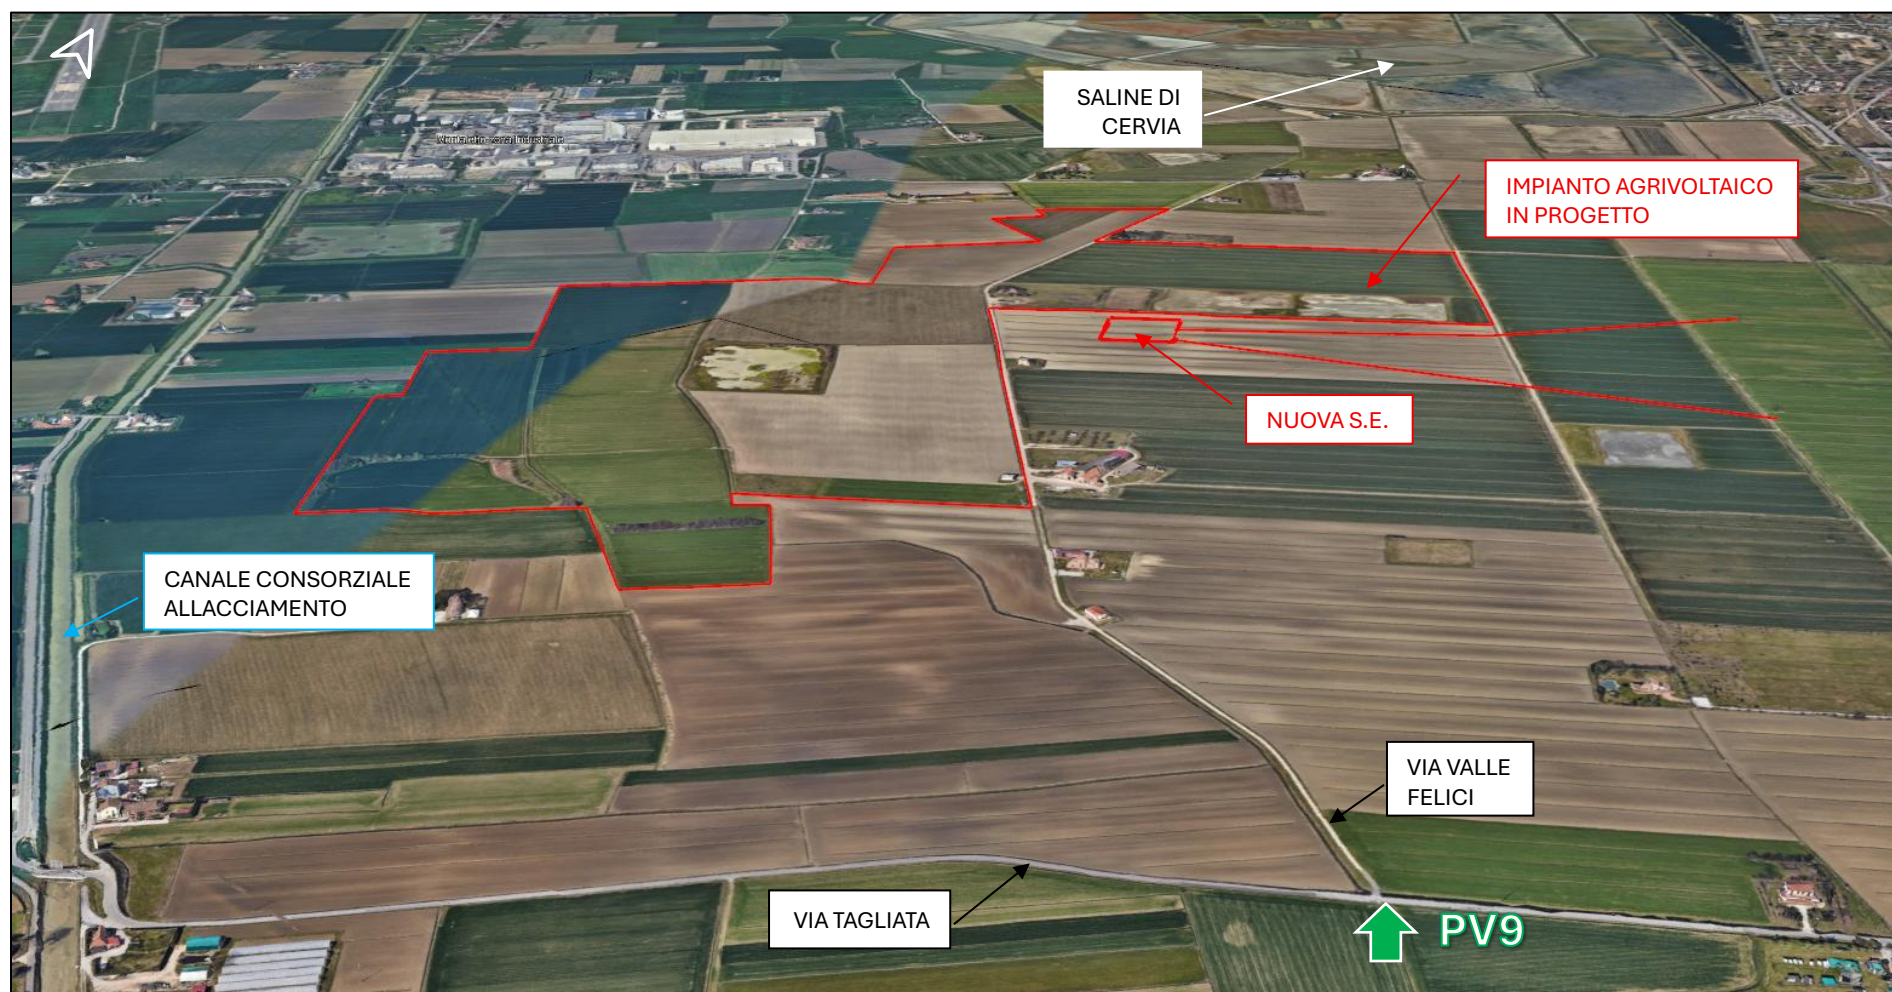 SALINE DI
CERVIA
IMPIANTO AGRIVOLTAICO
IN PROGETTO
NUOVA S.E.
CANALE CONSORZIALE
ALLACCIAMENTO
VIA VALLE
FELICI
VIA TAGLIATA
PV9